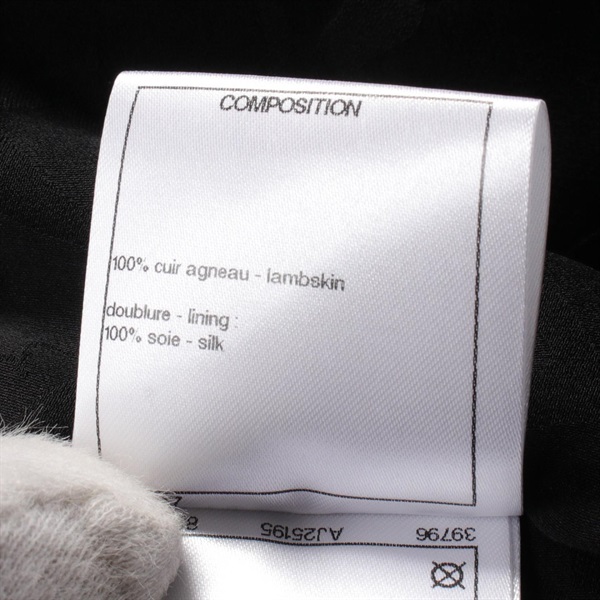 COMPOSITION
100% cuir agneau - lambskin
doublure - lining :
100% soie - silk
39796 AJ25195